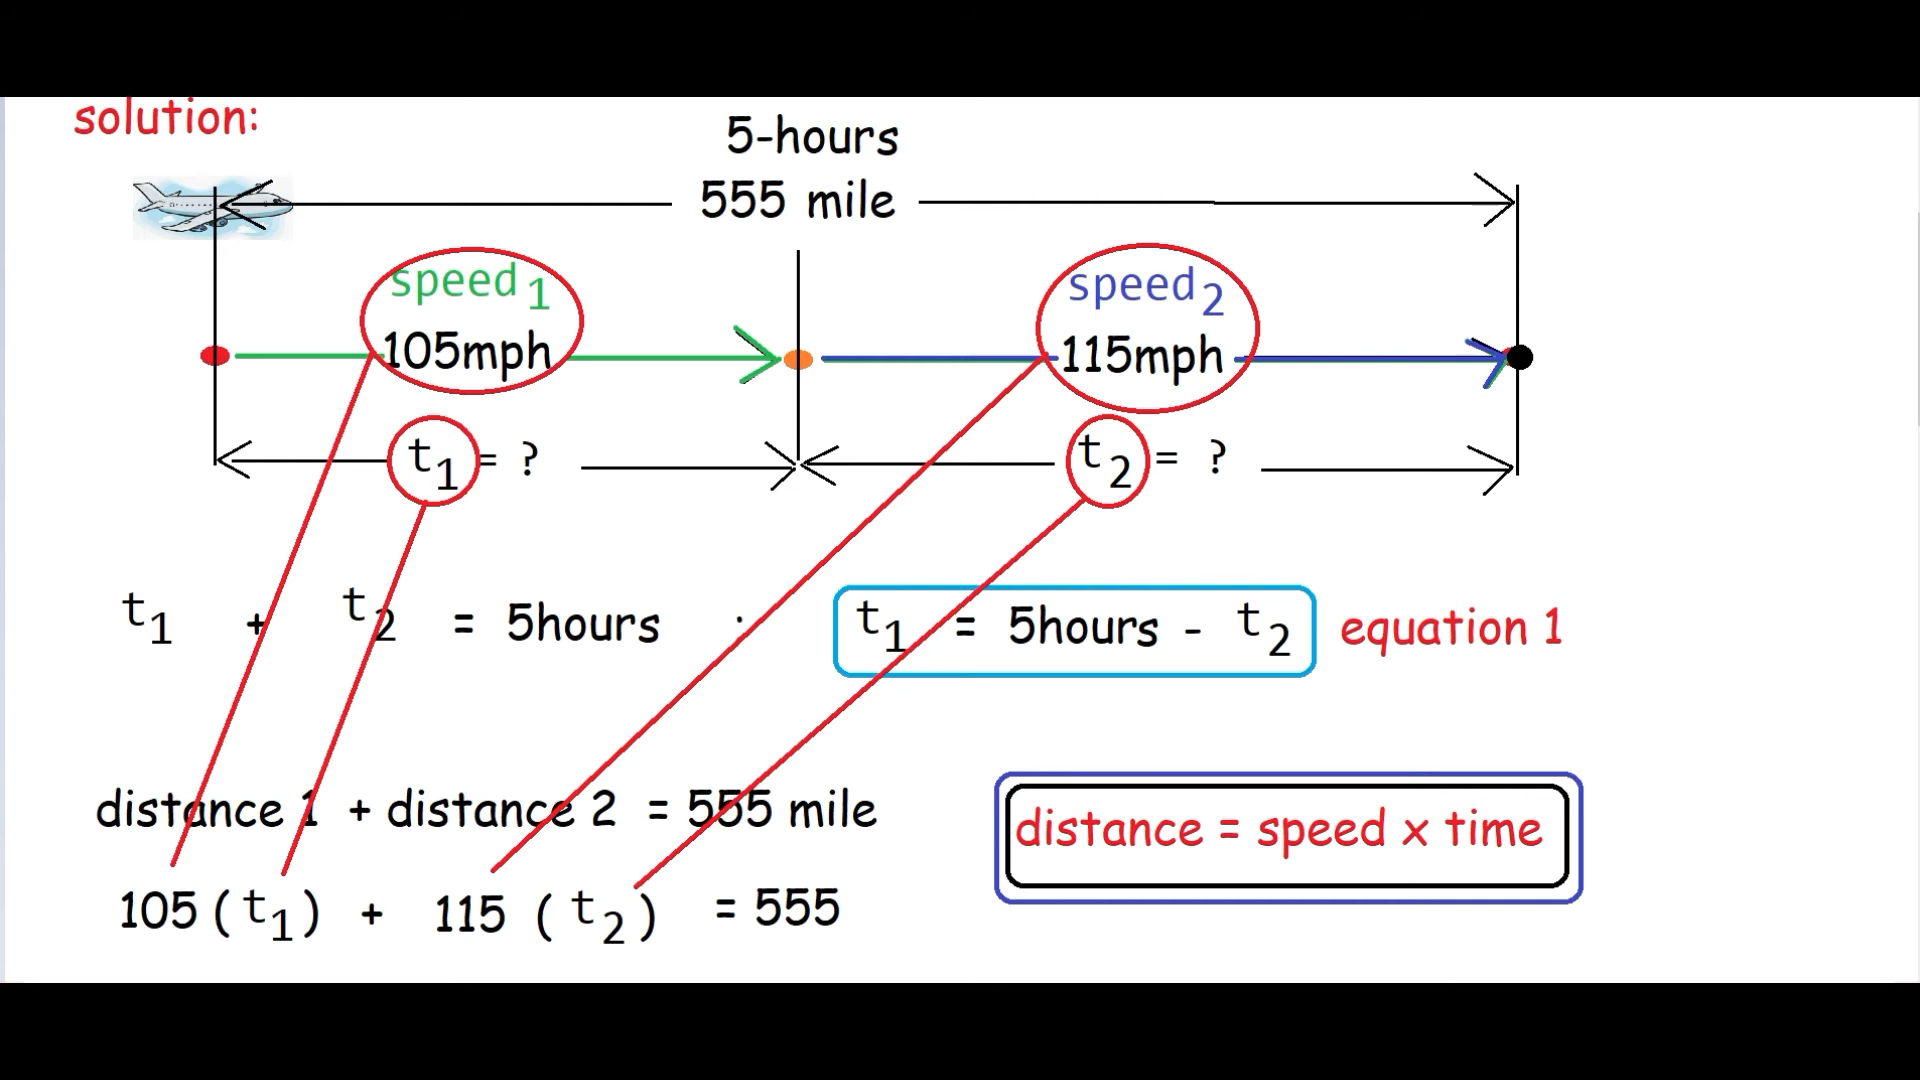 solution:
5-hours
555 mile
speed1 speed2
105mph 115mph
t1 = ? t2 = ?
t1 + t2 = 5hours t1 = 5hours - t2 equation 1
distance 1 + distance 2 = 555 mile
distance = speed x time
105 (t1) + 115 (t2) = 555